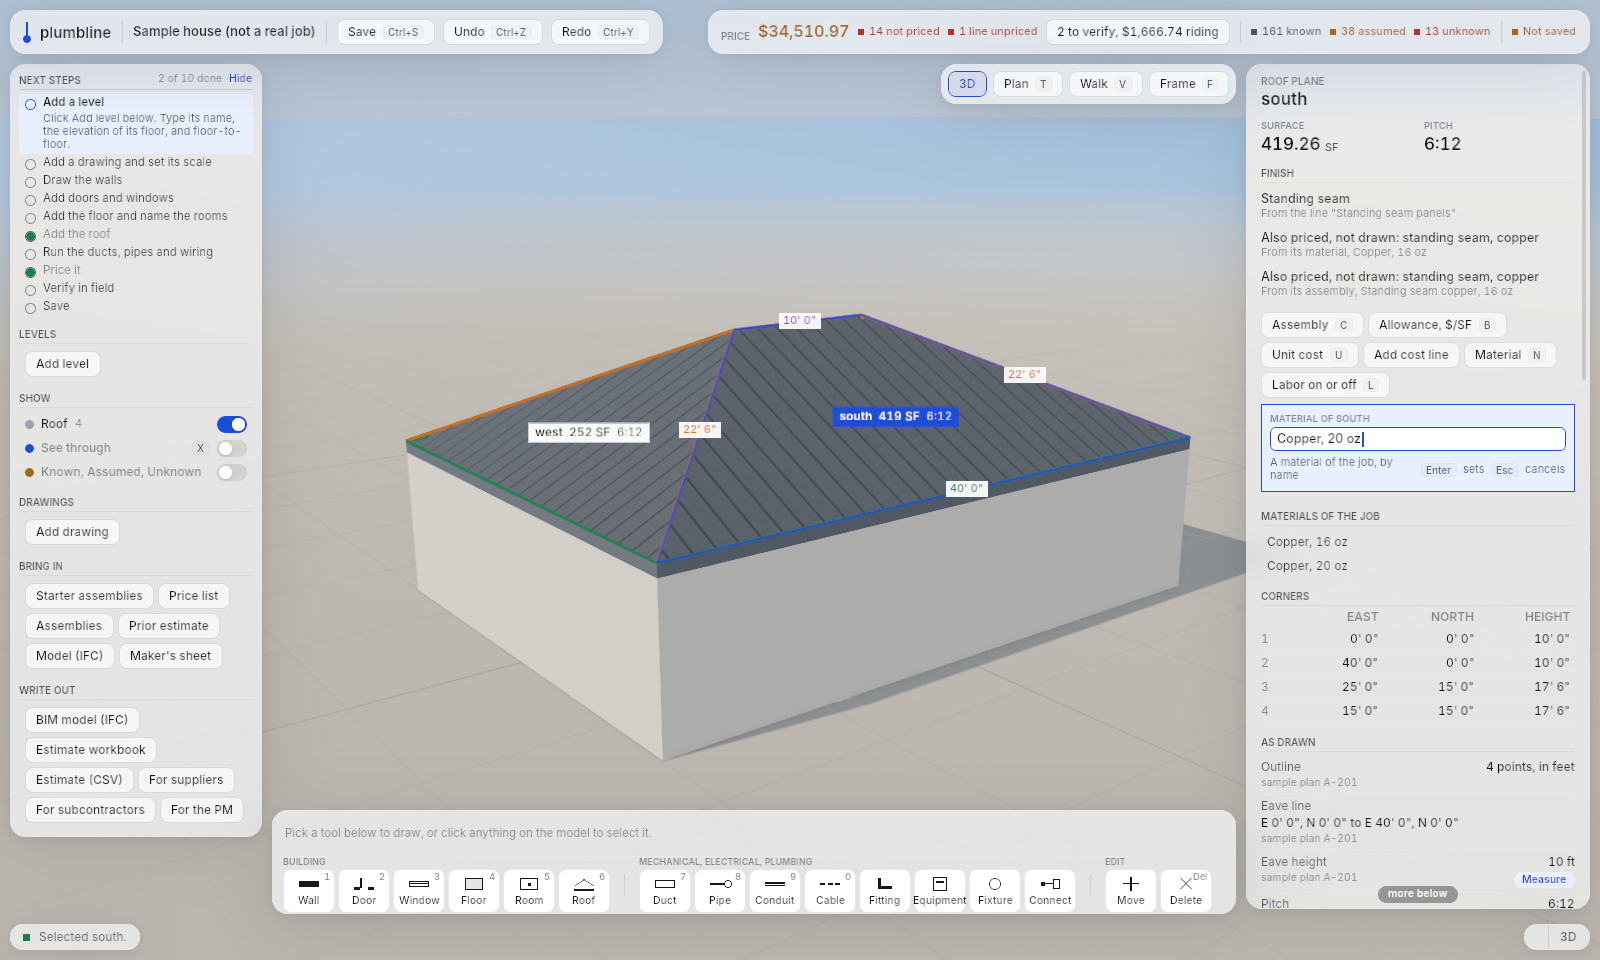 plumbline
Sample house (not a real job)
Save Ctrl+S
Undo Ctrl+Z
Redo Ctrl+Y
PRICE $34,510.97
14 not priced
1 line unpriced
2 to verify, $1,666.74 riding
161 known
38 assumed
13 unknown
Not saved
NEXT STEPS
2 of 10 done
Hide
Add a level
Click Add level below. Type its name,
the elevation of its floor, and floor-to-
floor.
Add a drawing and set its scale
Draw the walls
Add doors and windows
Add the floor and name the rooms
Add the roof
Run the ducts, pipes and wiring
Price it
Verify in field
Save
LEVELS
Add level
SHOW
Roof 4
See through X
Known, Assumed, Unknown
DRAWINGS
Add drawing
BRING IN
Starter assemblies
Price list
Assemblies
Prior estimate
Model (IFC)
Maker's sheet
WRITE OUT
BIM model (IFC)
Estimate workbook
Estimate (CSV)
For suppliers
For subcontractors
For the PM
Selected south.
3D
Plan T
Walk V
Frame F
10' 0"
22' 6"
south 419 SF 6:12
west 252 SF 6:12
22' 6"
40' 0"
Pick a tool below to draw, or click anything on the model to select it.
BUILDING
Wall 1
Door 2
Window 3
Floor 4
Room 5
Roof 6
MECHANICAL, ELECTRICAL, PLUMBING
Duct 7
Pipe 8
Conduit 9
Cable 0
Fitting
Equipment
Fixture
Connect
EDIT
Move
Delete Del
ROOF PLANE
south
SURFACE
419.26 SF
PITCH
6:12
FINISH
Standing seam
From the line "Standing seam panels"
Also priced, not drawn: standing seam, copper
From its material, Copper, 16 oz
Also priced, not drawn: standing seam, copper
From its assembly, Standing seam copper, 16 oz
Assembly C
Allowance, $/SF B
Unit cost U
Add cost line
Material N
Labor on or off L
MATERIAL OF SOUTH
Copper, 20 oz
A material of the job, by
name
Enter sets Esc cancels
MATERIALS OF THE JOB
Copper, 16 oz
Copper, 20 oz
CORNERS
EAST NORTH HEIGHT
1 0' 0" 0' 0" 10' 0"
2 40' 0" 0' 0" 10' 0"
3 25' 0" 15' 0" 17' 6"
4 15' 0" 15' 0" 17' 6"
AS DRAWN
Outline 4 points, in feet
sample plan A-201
Eave line
E 0' 0", N 0' 0" to E 40' 0", N 0' 0"
sample plan A-201
Eave height 10 ft
sample plan A-201
Measure
more below
Pitch 6:12
3D